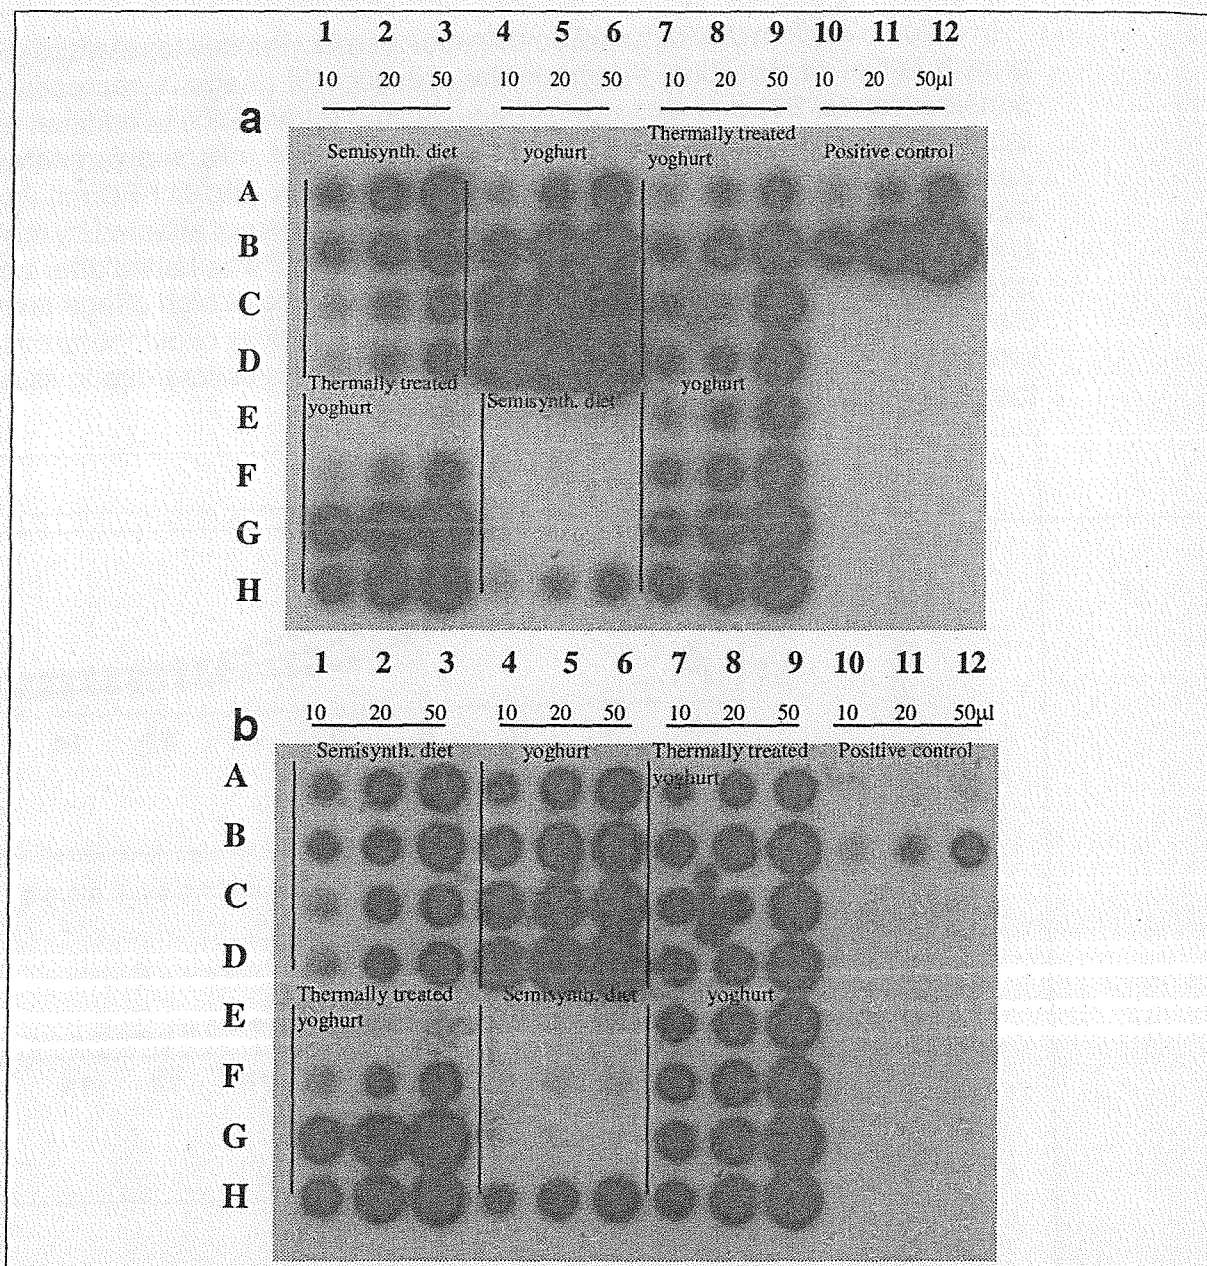 1 2 3 4 5 6 7 8 9 10 11 12
10 20 50 10 20 50 10 20 50 10 20 50µl
a
Semisynth. diet yoghurt Thermally treated yoghurt Positive control
A
B
C
D
Thermally treated yoghurt Semisynth. diet yoghurt
E
F
G
H
1 2 3 4 5 6 7 8 9 10 11 12
10 20 50 10 20 50 10 20 50 10 20 50µl
b
Semisynth. diet yoghurt Thermally treated yoghurt Positive control
A
B
C
D
Thermally treated yoghurt Semisynth. diet yoghurt
E
F
G
H